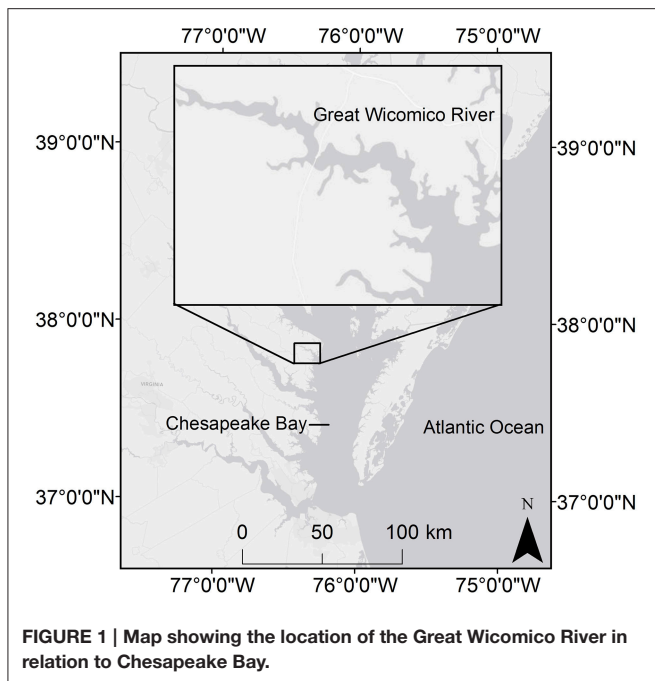 77°0'0"W 76°0'0"W 75°0'0"W
Great Wicomico River
39°0'0"N 39°0'0"N
38°0'0"N 38°0'0"N
VIRGINIA
Chesapeake Bay Atlantic Ocean
37°0'0"N 37°0'0"N
N
0 50 100 km
77°0'0"W 76°0'0"W 75°0'0"W
FIGURE 1 | Map showing the location of the Great Wicomico River in
relation to Chesapeake Bay.